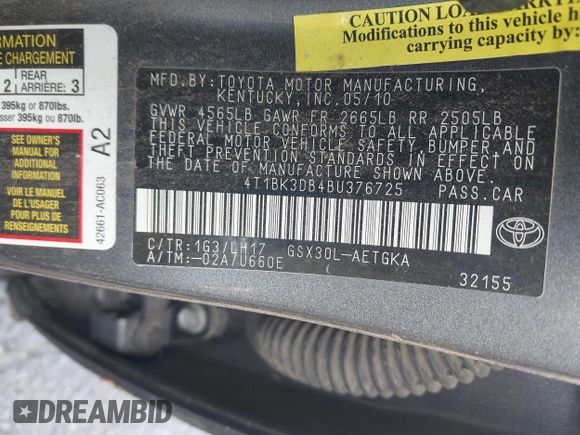 CAUTION LOA
Modifications to this vehicle h
carrying capacity by:
ORMATION
E CHARGEMENT
2 REAR ARRIÈRE: 3
395kg or 870lbs.
ser 395kg ou 870lb.
SEE OWNER'S
MANUAL FOR
ADDITIONAL
INFORMATION
VOIR LE MANUEL
DE L'USAGER
POUR PLUS DE
RENSEIGNEMENTS
42661-AC063
A2
MFD.BY:TOYOTA MOTOR MANUFACTURING,
KENTUCKY, INC.05/10
GVWR 4565LB GAWR FR 2665LB RR 2505LB
THIS VEHICLE CONFORMS TO ALL APPLICABLE
FEDERAL MOTOR VEHICLE SAFETY, BUMPER, AND
THEFT PREVENTION STANDARDS IN EFFECT ON
THE DATE OF MANUFACTURE SHOWN ABOVE.
4T1BK3DB4BU376725 PASS.CAR
C/TR:1G3/LH17 GSX30L-AETGKA
A/TM:-02A7U660E
32155
TOYOTA
DREAMBID